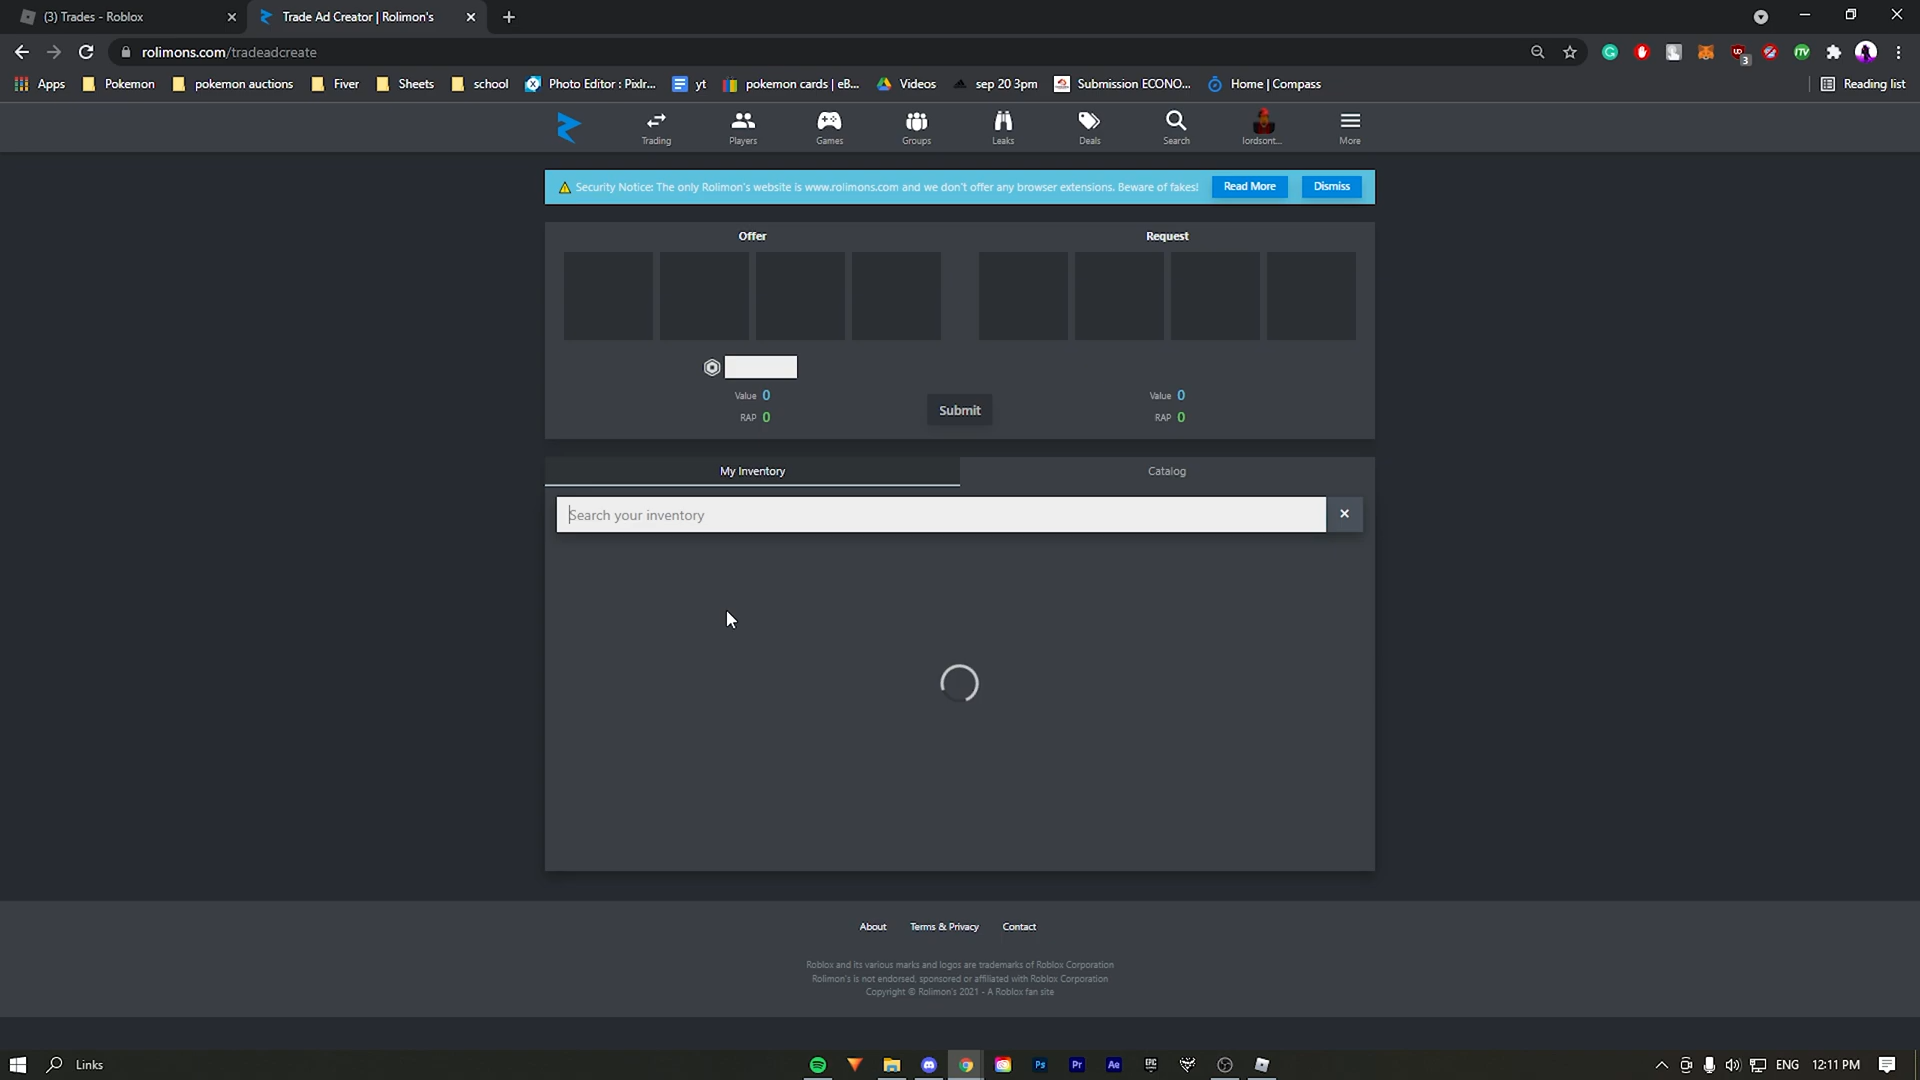 (3) Trades - Roblox
Trade Ad Creator | Rolimon's
rolimons.com/tradeadcreate
Apps
Pokemon
pokemon auctions
Fiver
Sheets
school
Photo Editor : Pixlr...
yt
pokemon cards | eB...
Videos
sep 20 3pm
Submission ECONO...
Home | Compass
Reading list
Trading
Players
Games
Groups
Leaks
Deals
Search
lordsont...
More
Security Notice: The only Rolimon's website is www.rolimons.com and we don't offer any browser extensions. Beware of fakes!
Read More
Dismiss
Offer
Request
Value 0
RAP 0
Submit
Value 0
RAP 0
My Inventory
Catalog
Search your inventory
About
Terms & Privacy
Contact
Roblox and its various marks and logos are trademarks of Roblox Corporation
Rolimon's is not endorsed, sponsored or affiliated with Roblox Corporation
Copyright © Rolimon's 2021 - A Roblox fan site
Links
Ps
Pr
Ae
EPIC
ENG
12:11 PM